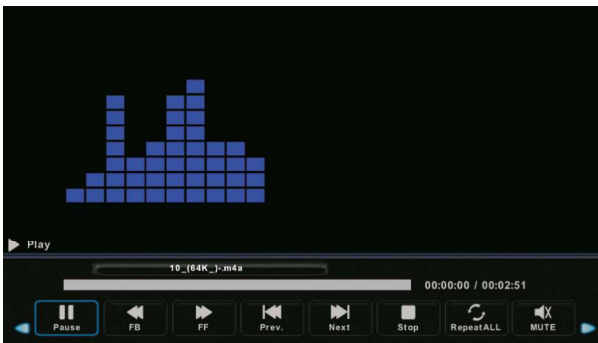 Play
10_(64K_)-.m4a
00:00:00 / 00:02:51
Pause FB FF Prev. Next Stop RepeatALL MUTE